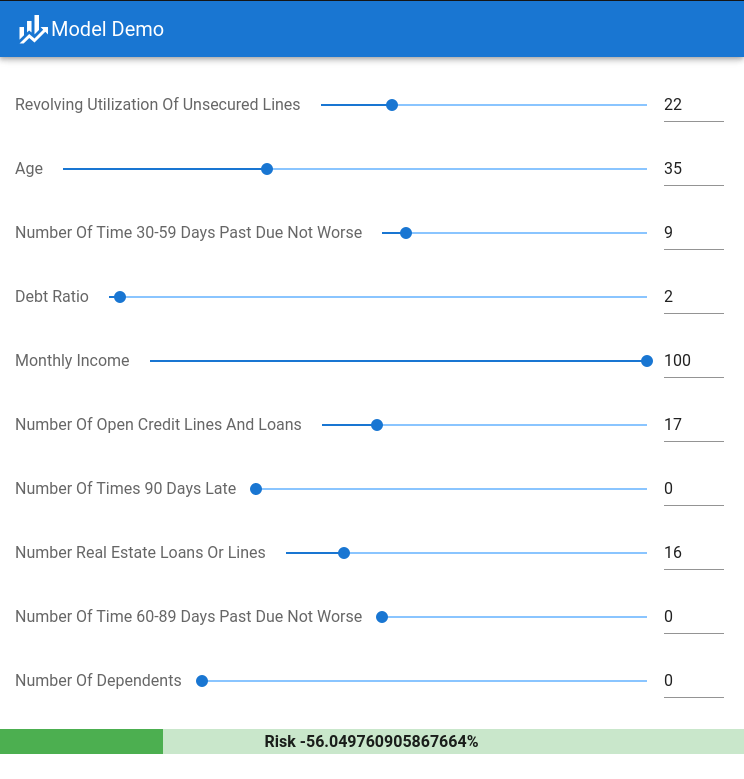 Model Demo
Revolving Utilization Of Unsecured Lines 22
Age 35
Number Of Time 30-59 Days Past Due Not Worse 9
Debt Ratio 2
Monthly Income 100
Number Of Open Credit Lines And Loans 17
Number Of Times 90 Days Late 0
Number Real Estate Loans Or Lines 16
Number Of Time 60-89 Days Past Due Not Worse 0
Number Of Dependents 0
Risk -56.049760905867664%